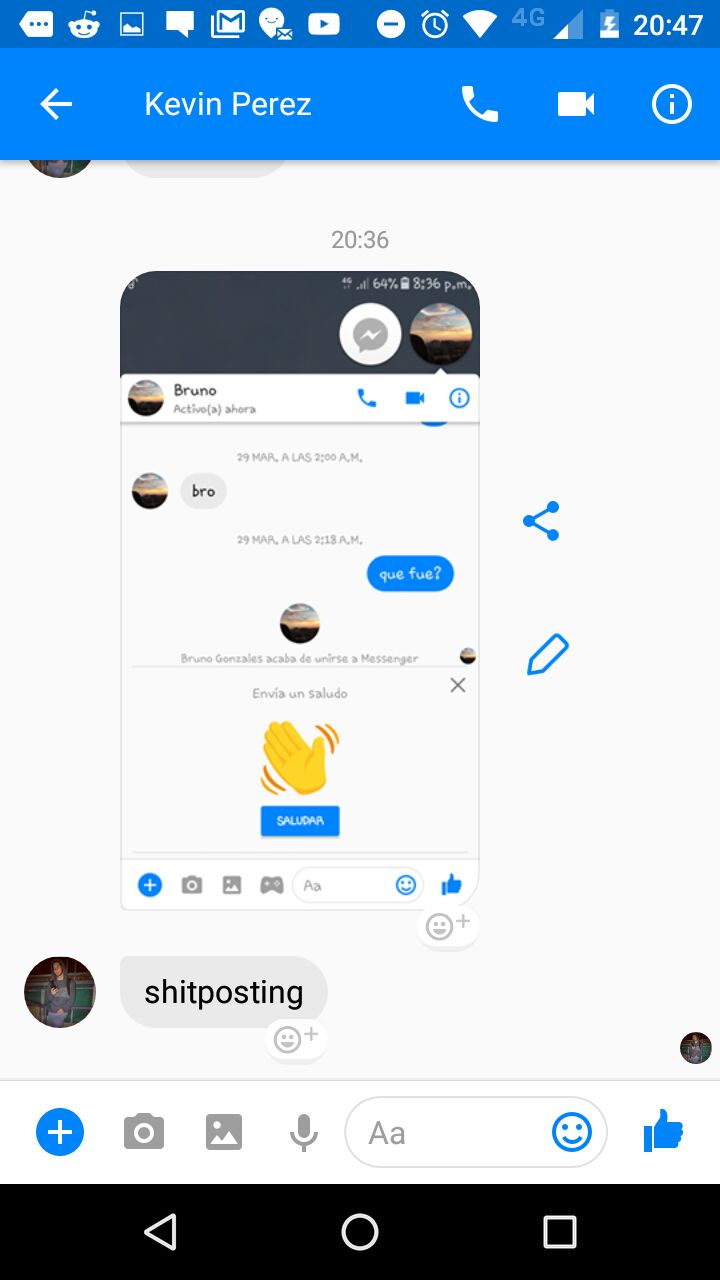 4G 20:47
Kevin Perez
20:36
4G 64% 8:36 p.m.
Bruno
Activo(a) ahora
29 MAR. A LAS 2:00 A.M.
bro
29 MAR. A LAS 2:18 A.M.
que fue?
Bruno Gonzales acaba de unirse a Messenger
Envía un saludo
SALUDAR
Aa
shitposting
Aa